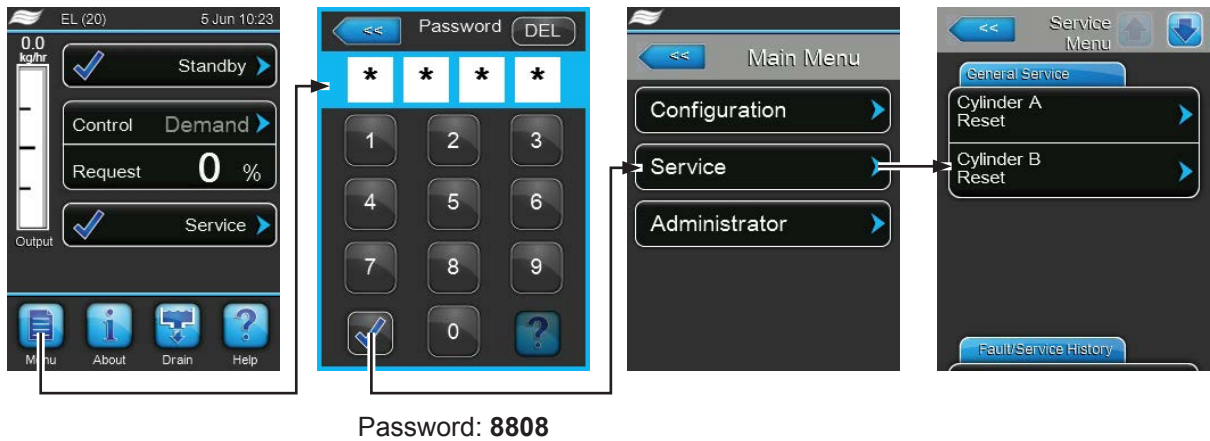 EL (20) 5 Jun 10:23
0.0
kg/hr
Standby
Control Demand
Request 0 %
Service
Output
Menu About Drain Help
<< Password DEL
* * * *
1 2 3
4 5 6
7 8 9
0 ?
Password: 8808
<< Main Menu
Configuration
Service
Administrator
<< Service
Menu
General Service
Cylinder A
Reset
Cylinder B
Reset
Fault/Service History